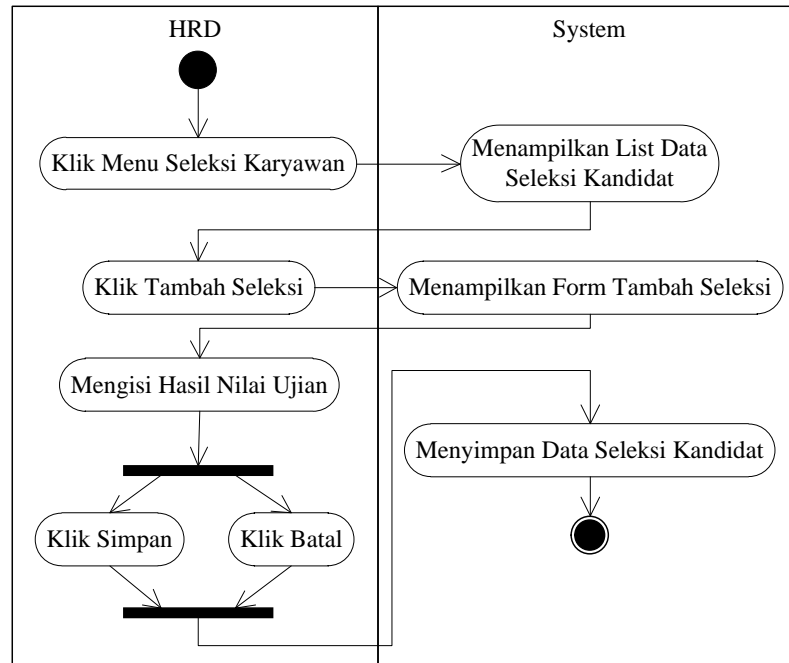 HRD
System
Klik Menu Seleksi Karyawan
Menampilkan List Data
Seleksi Kandidat
Klik Tambah Seleksi
Menampilkan Form Tambah Seleksi
Mengisi Hasil Nilai Ujian
Menyimpan Data Seleksi Kandidat
Klik Simpan
Klik Batal